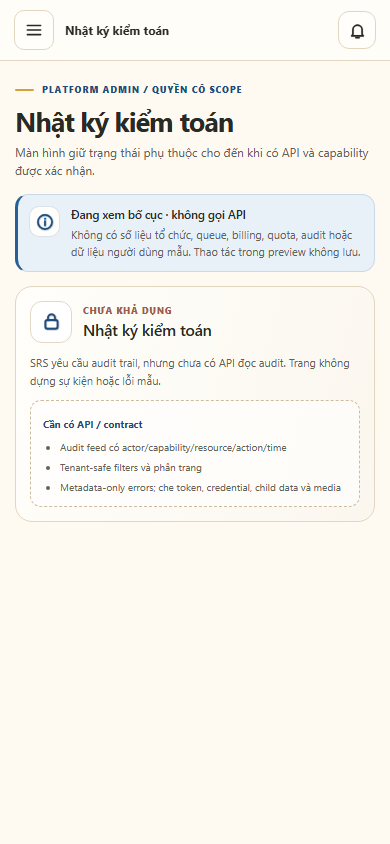 Nhật ký kiểm toán
PLATFORM ADMIN / QUYỀN CÓ SCOPE
Nhật ký kiểm toán
Màn hình giữ trạng thái phụ thuộc cho đến khi có API và capability
được xác nhận.
Đang xem bố cục · không gọi API
Không có số liệu tổ chức, queue, billing, quota, audit hoặc
dữ liệu người dùng mẫu. Thao tác trong preview không lưu.
CHƯA KHẢ DỤNG
Nhật ký kiểm toán
SRS yêu cầu audit trail, nhưng chưa có API đọc audit. Trang không
dựng sự kiện hoặc lỗi mẫu.
Cần có API / contract
• Audit feed có actor/capability/resource/action/time
• Tenant-safe filters và phân trang
• Metadata-only errors; che token, credential, child data và media